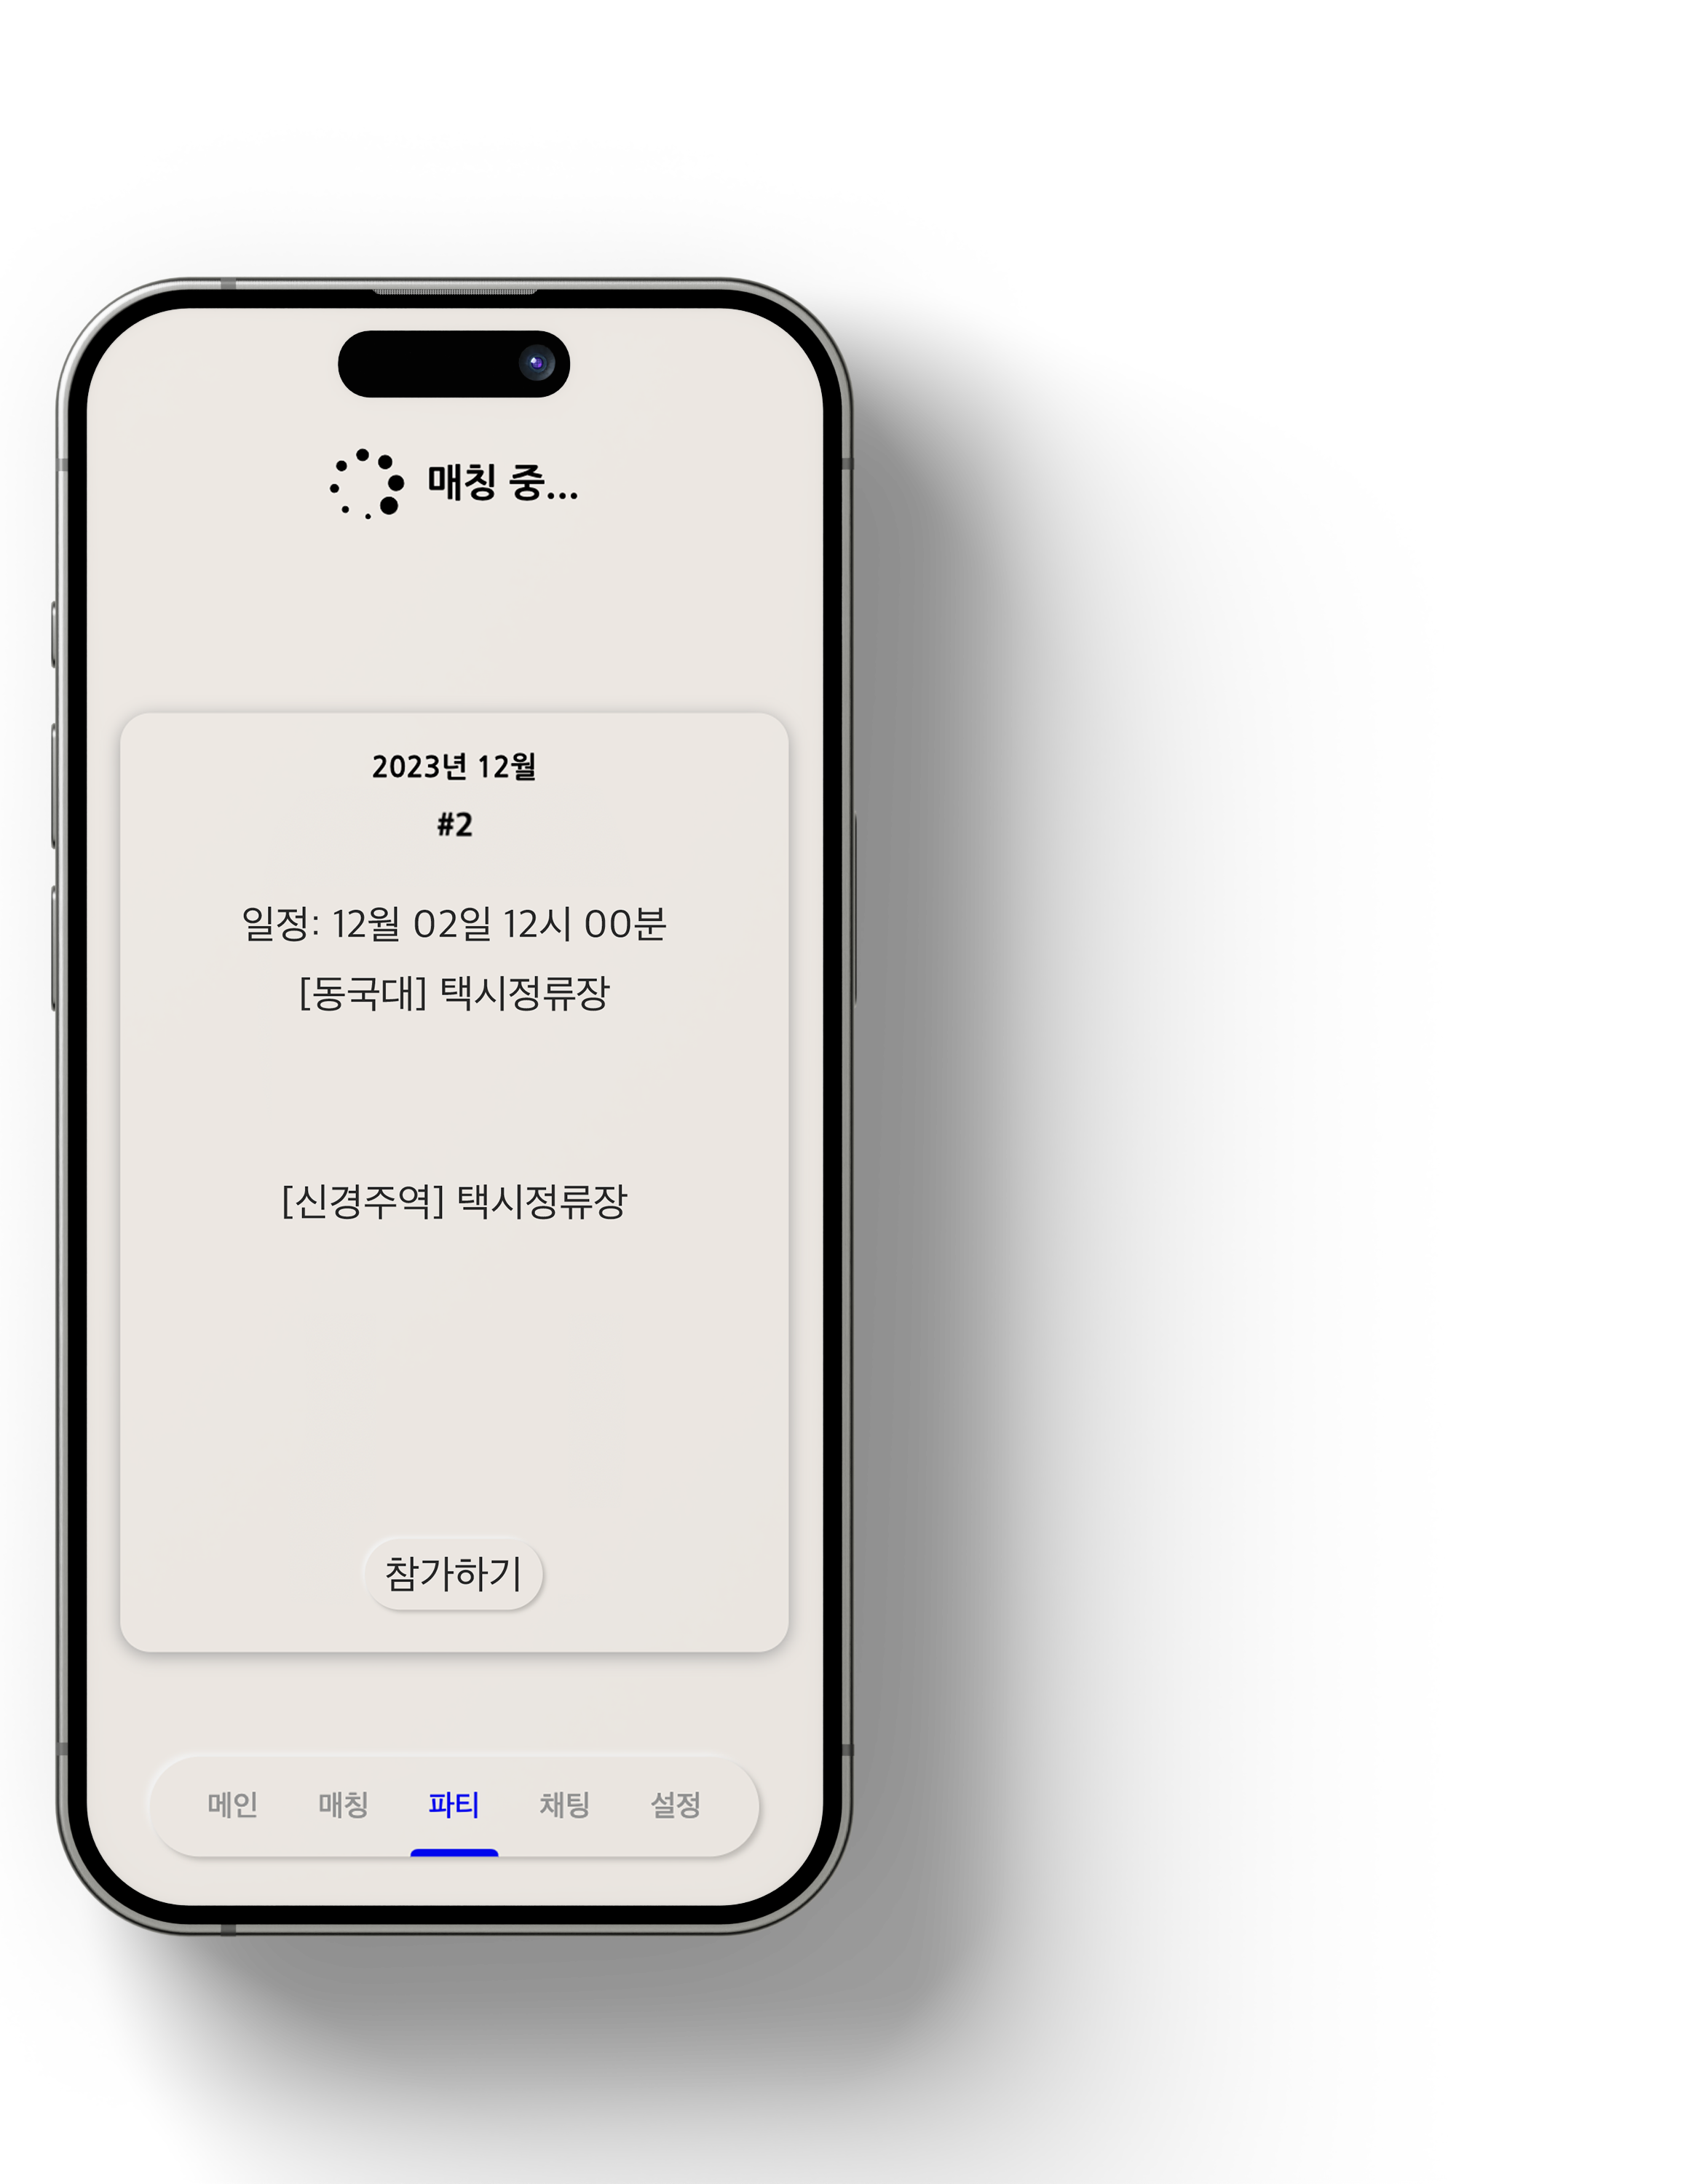 매칭 중...
2023년 12월
#2
일정: 12월 02일 12시 00분
[동국대] 택시정류장
[신경주역] 택시정류장
참가하기
메인 매칭 파티 채팅 설정